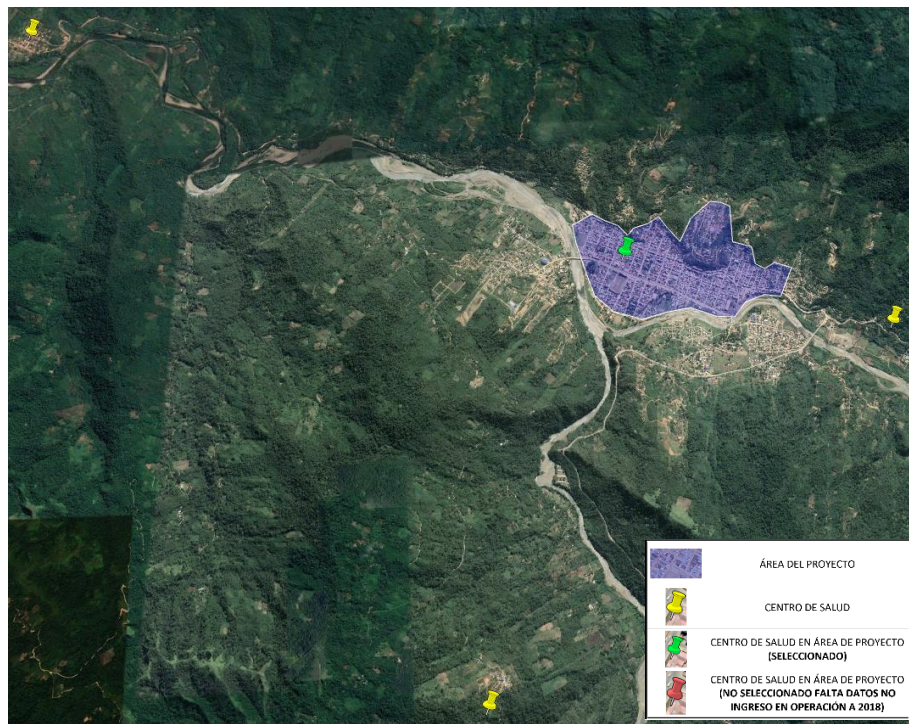 ÁREA DEL PROYECTO
CENTRO DE SALUD
CENTRO DE SALUD EN ÁREA DE PROYECTO
(SELECCIONADO)
CENTRO DE SALUD EN ÁREA DE PROYECTO
(NO SELECCIONADO FALTA DATOS NO
INGRESO EN OPERACIÓN A 2018)